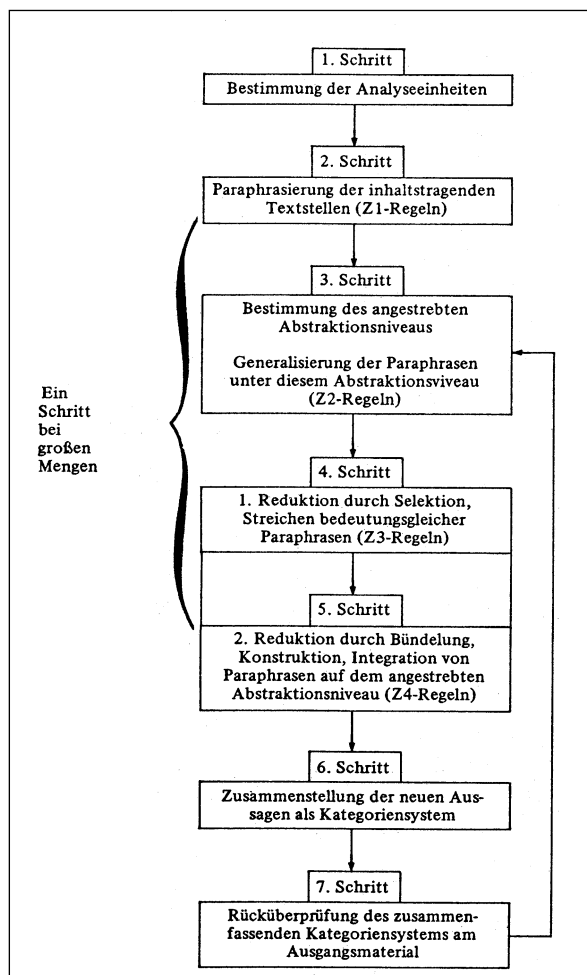 1. Schritt
Bestimmung der Analyseeinheiten
2. Schritt
Paraphrasierung der inhaltstragenden
Textstellen (Z1-Regeln)
3. Schritt
Bestimmung des angestrebten
Abstraktionsniveaus
Generalisierung der Paraphrasen
unter diesem Abstraktionsviveau
(Z2-Regeln)
Ein
Schritt
bei
großen
Mengen
4. Schritt
1. Reduktion durch Selektion,
Streichen bedeutungsgleicher
Paraphrasen (Z3-Regeln)
5. Schritt
2. Reduktion durch Bündelung,
Konstruktion, Integration von
Paraphrasen auf dem angestrebten
Abstraktionsniveau (Z4-Regeln)
6. Schritt
Zusammenstellung der neuen Aus-
sagen als Kategoriensystem
7. Schritt
Rücküberprüfung des zusammen-
fassenden Kategoriensystems am
Ausgangsmaterial